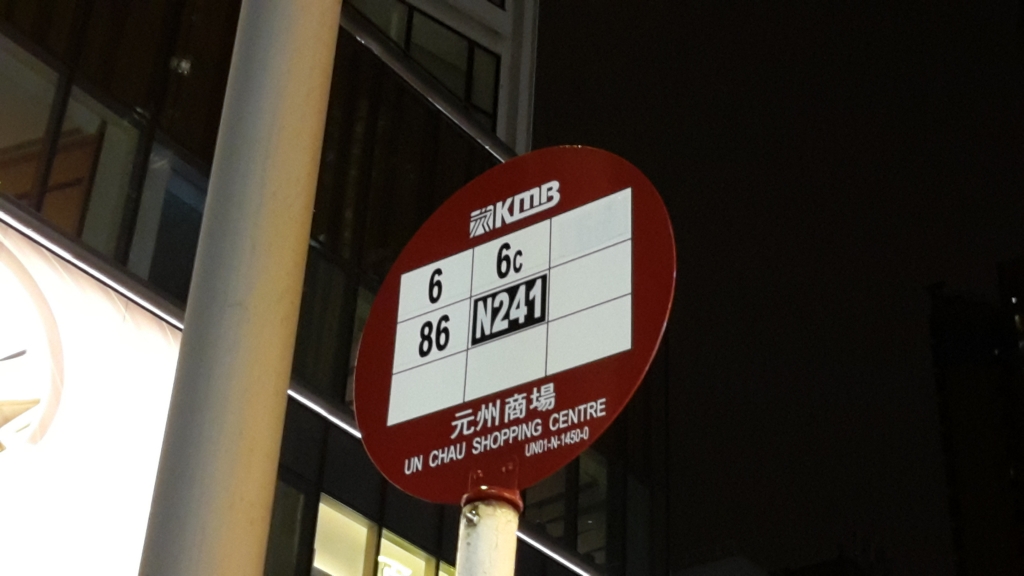 KMB
6 6C
86 N241
元州商場
UN CHAU SHOPPING CENTRE
UN01-N-1450-0